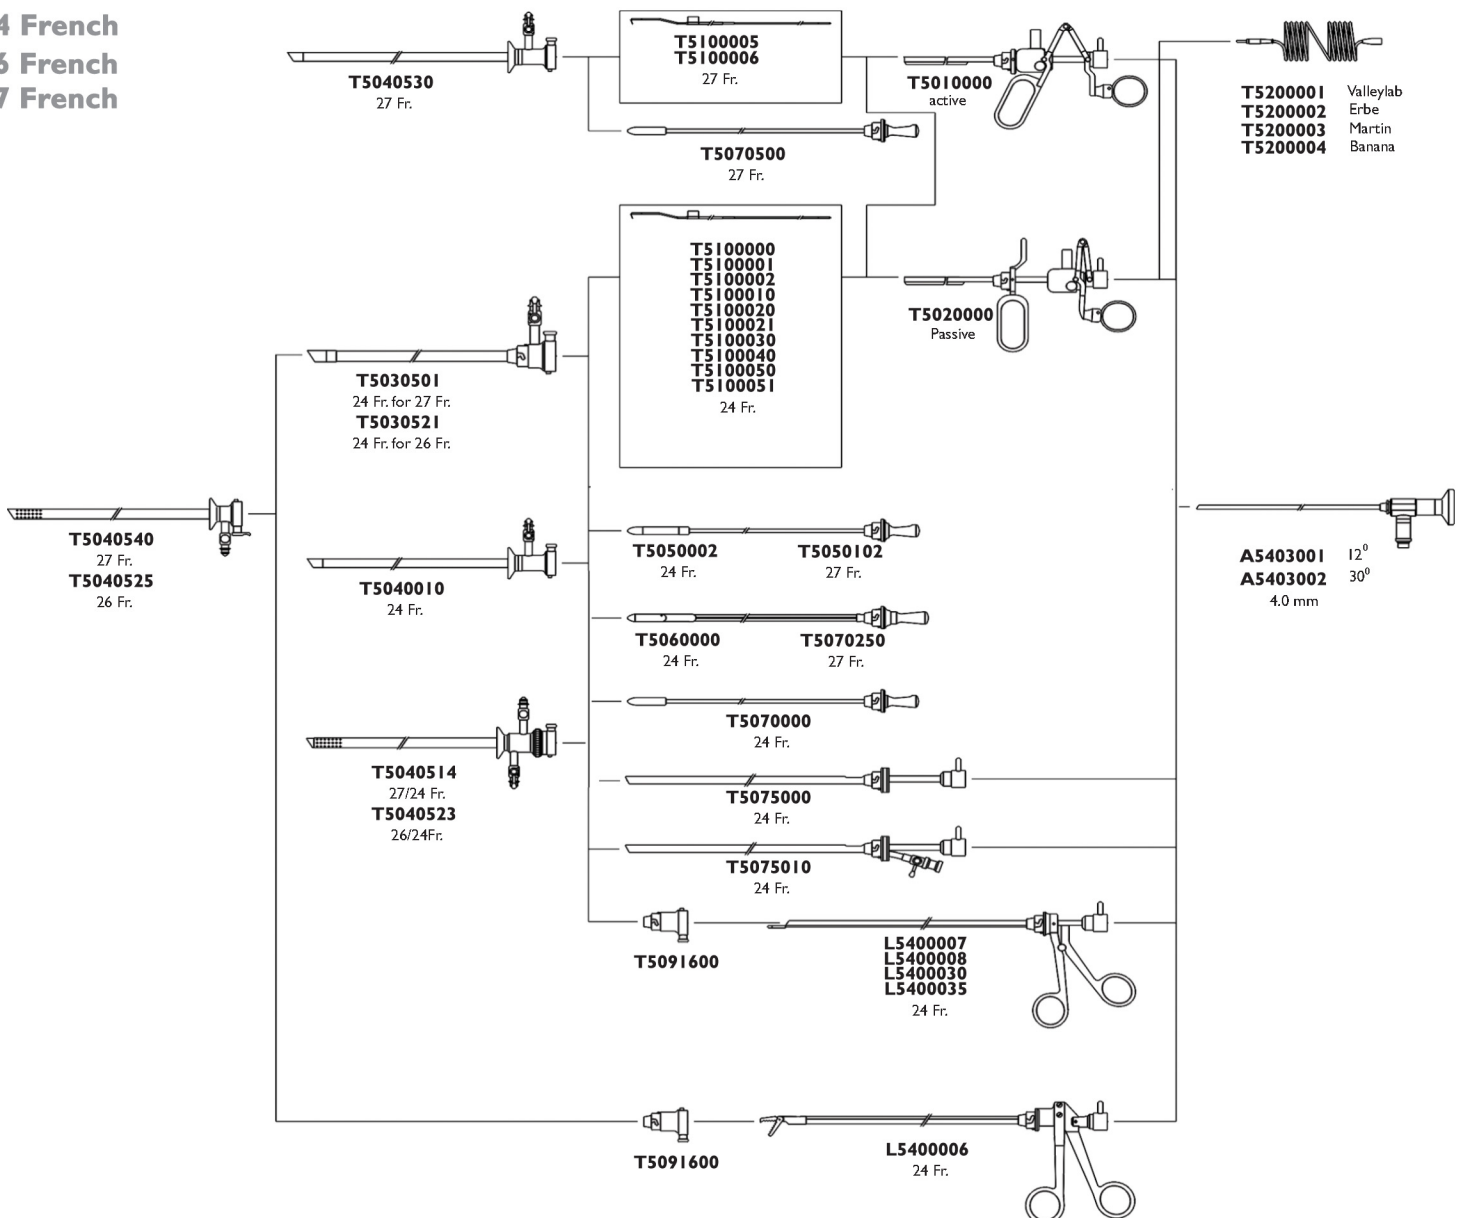 4 French
6 French
7 French
T5040530
27 Fr.
T5100005
T5100006
27 Fr.
T5070500
27 Fr.
T5010000
active
T5200001 Valleylab
T5200002 Erbe
T5200003 Martin
T5200004 Banana
T5100000
T5100001
T5100002
T5100010
T5100020
T5100021
T5100030
T5100040
T5100050
T5100051
24 Fr.
T5020000
Passive
T5030501
24 Fr. for 27 Fr.
T5030521
24 Fr. for 26 Fr.
T5040540
27 Fr.
T5040525
26 Fr.
T5040010
24 Fr.
T5050002 T5050102
24 Fr. 27 Fr.
T5060000 T5070250
24 Fr. 27 Fr.
A5403001 12⁰
A5403002 30⁰
4.0 mm
T5070000
24 Fr.
T5040514
27/24 Fr.
T5040523
26/24Fr.
T5075000
24 Fr.
T5075010
24 Fr.
T5091600
L5400007
L5400008
L5400030
L5400035
24 Fr.
T5091600
L5400006
24 Fr.